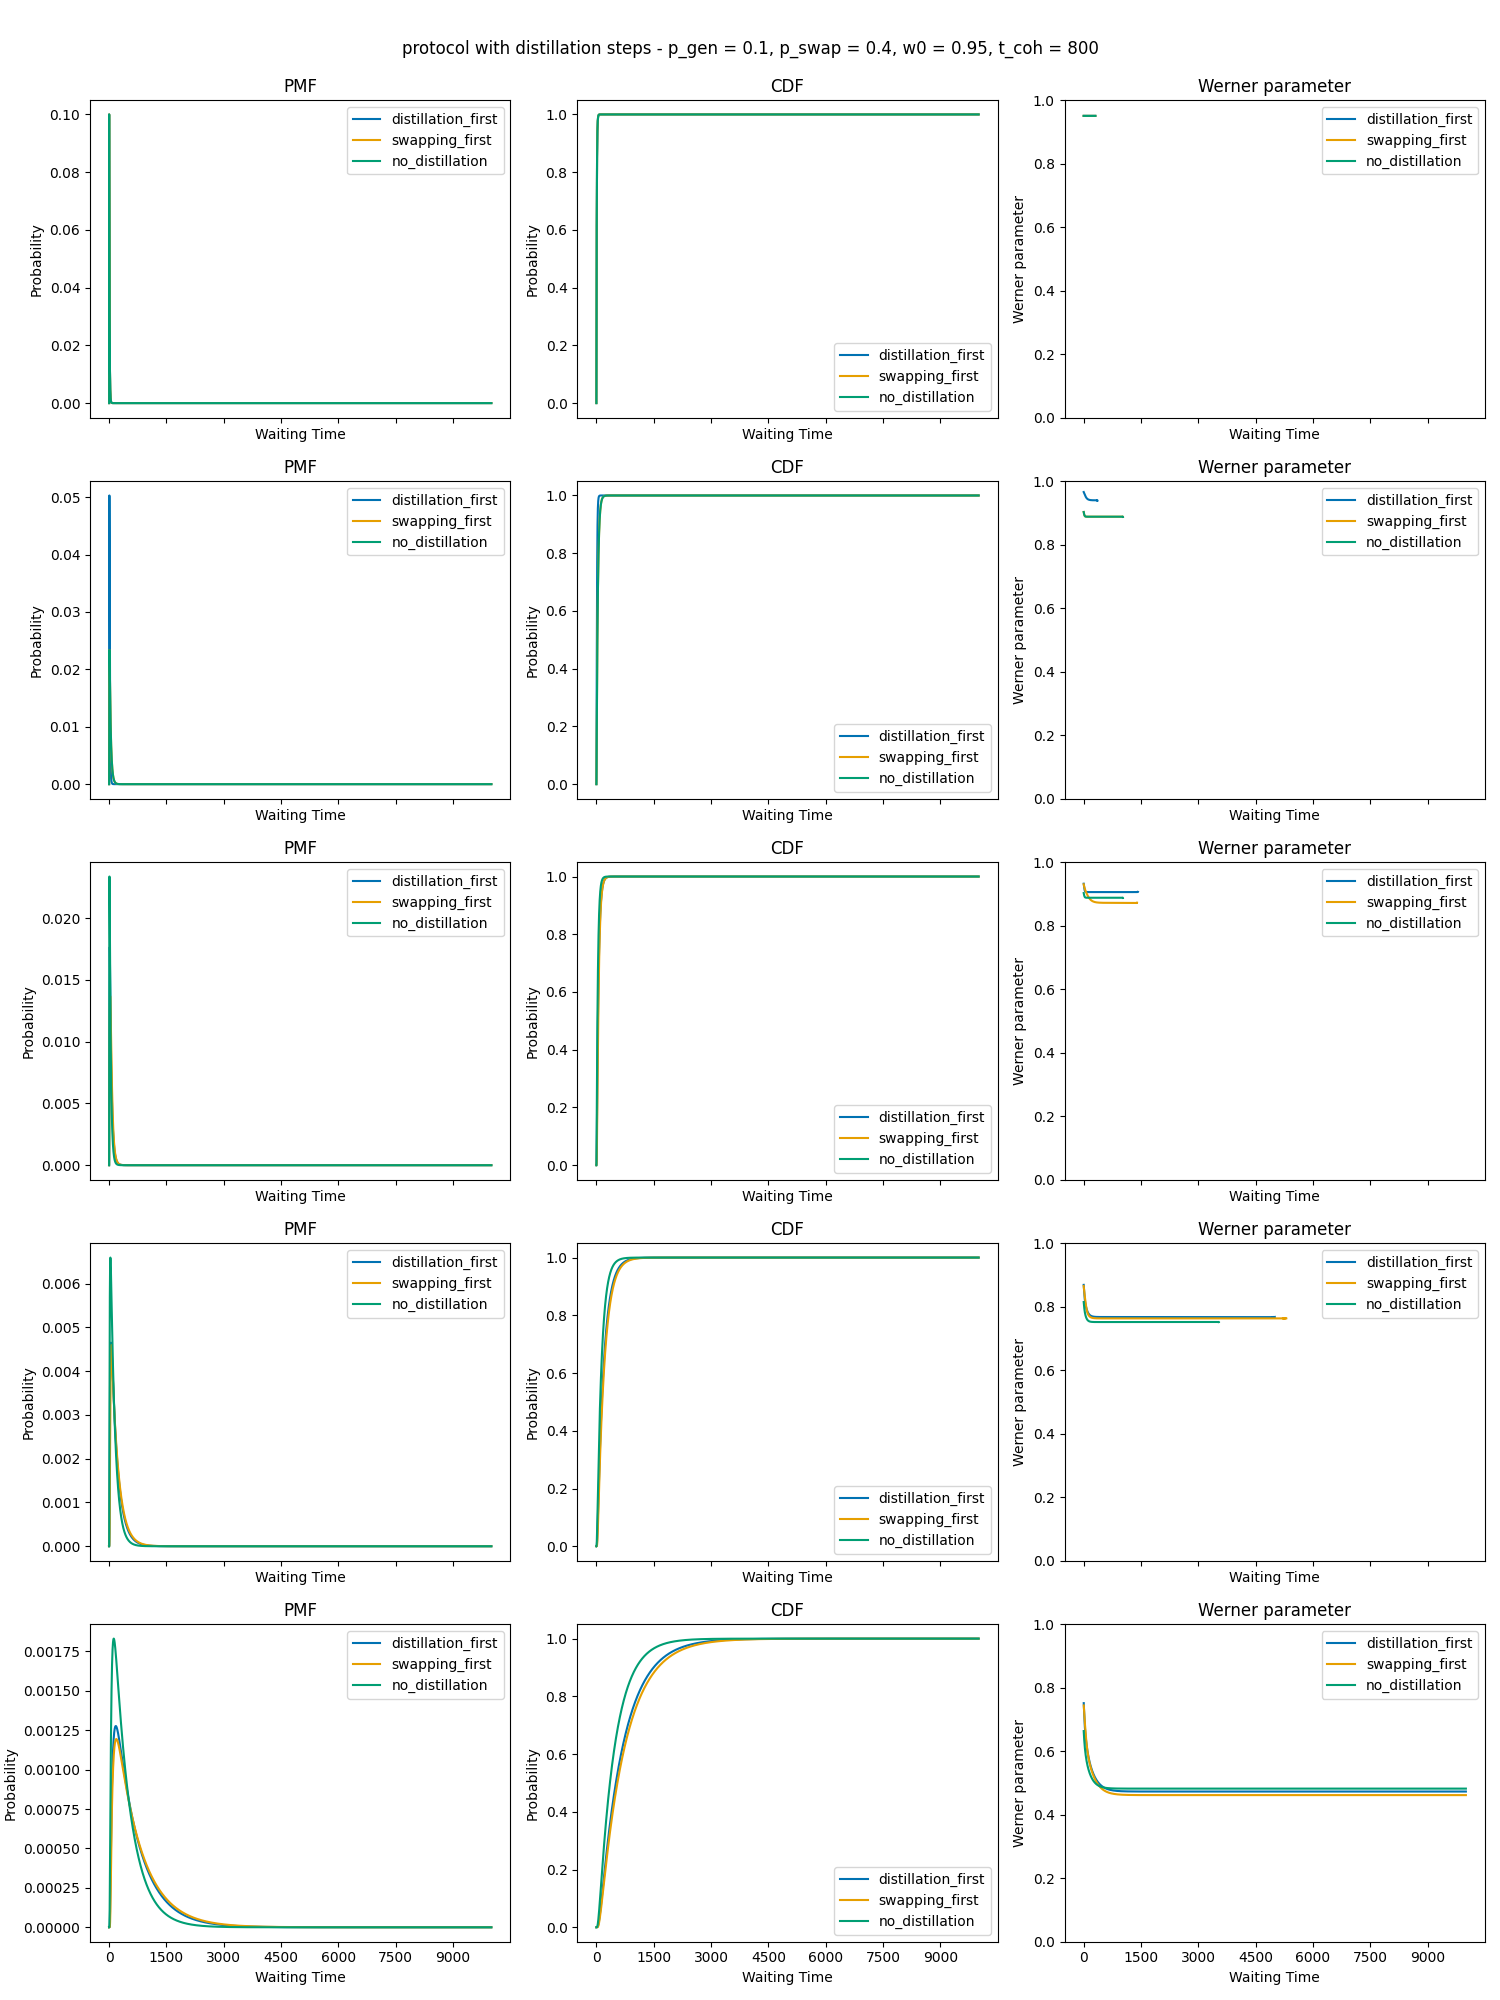 protocol with distillation steps - p_gen = 0.1, p_swap = 0.4, w0 = 0.95, t_coh = 800
PMF
0.10
0.08
0.06
0.04
0.02
0.00
Probability
Waiting Time
distillation_first
swapping_first
no_distillation
CDF
1.0
0.8
0.6
0.4
0.2
0.0
Probability
Waiting Time
distillation_first
swapping_first
no_distillation
Werner parameter
1.0
0.8
0.6
0.4
0.2
0.0
Werner parameter
Waiting Time
distillation_first
swapping_first
no_distillation
PMF
0.05
0.04
0.03
0.02
0.01
0.00
Probability
Waiting Time
distillation_first
swapping_first
no_distillation
CDF
1.0
0.8
0.6
0.4
0.2
0.0
Probability
Waiting Time
distillation_first
swapping_first
no_distillation
Werner parameter
1.0
0.8
0.6
0.4
0.2
0.0
Werner parameter
Waiting Time
distillation_first
swapping_first
no_distillation
PMF
0.020
0.015
0.010
0.005
0.000
Probability
Waiting Time
distillation_first
swapping_first
no_distillation
CDF
1.0
0.8
0.6
0.4
0.2
0.0
Probability
Waiting Time
distillation_first
swapping_first
no_distillation
Werner parameter
1.0
0.8
0.6
0.4
0.2
0.0
Werner parameter
Waiting Time
distillation_first
swapping_first
no_distillation
PMF
0.006
0.005
0.004
0.003
0.002
0.001
0.000
Probability
Waiting Time
distillation_first
swapping_first
no_distillation
CDF
1.0
0.8
0.6
0.4
0.2
0.0
Probability
Waiting Time
distillation_first
swapping_first
no_distillation
Werner parameter
1.0
0.8
0.6
0.4
0.2
0.0
Werner parameter
Waiting Time
distillation_first
swapping_first
no_distillation
PMF
0.00175
0.00150
0.00125
0.00100
0.00075
0.00050
0.00025
0.00000
Probability
0 1500 3000 4500 6000 7500 9000
Waiting Time
distillation_first
swapping_first
no_distillation
CDF
1.0
0.8
0.6
0.4
0.2
0.0
Probability
0 1500 3000 4500 6000 7500 9000
Waiting Time
distillation_first
swapping_first
no_distillation
Werner parameter
1.0
0.8
0.6
0.4
0.2
0.0
Werner parameter
0 1500 3000 4500 6000 7500 9000
Waiting Time
distillation_first
swapping_first
no_distillation